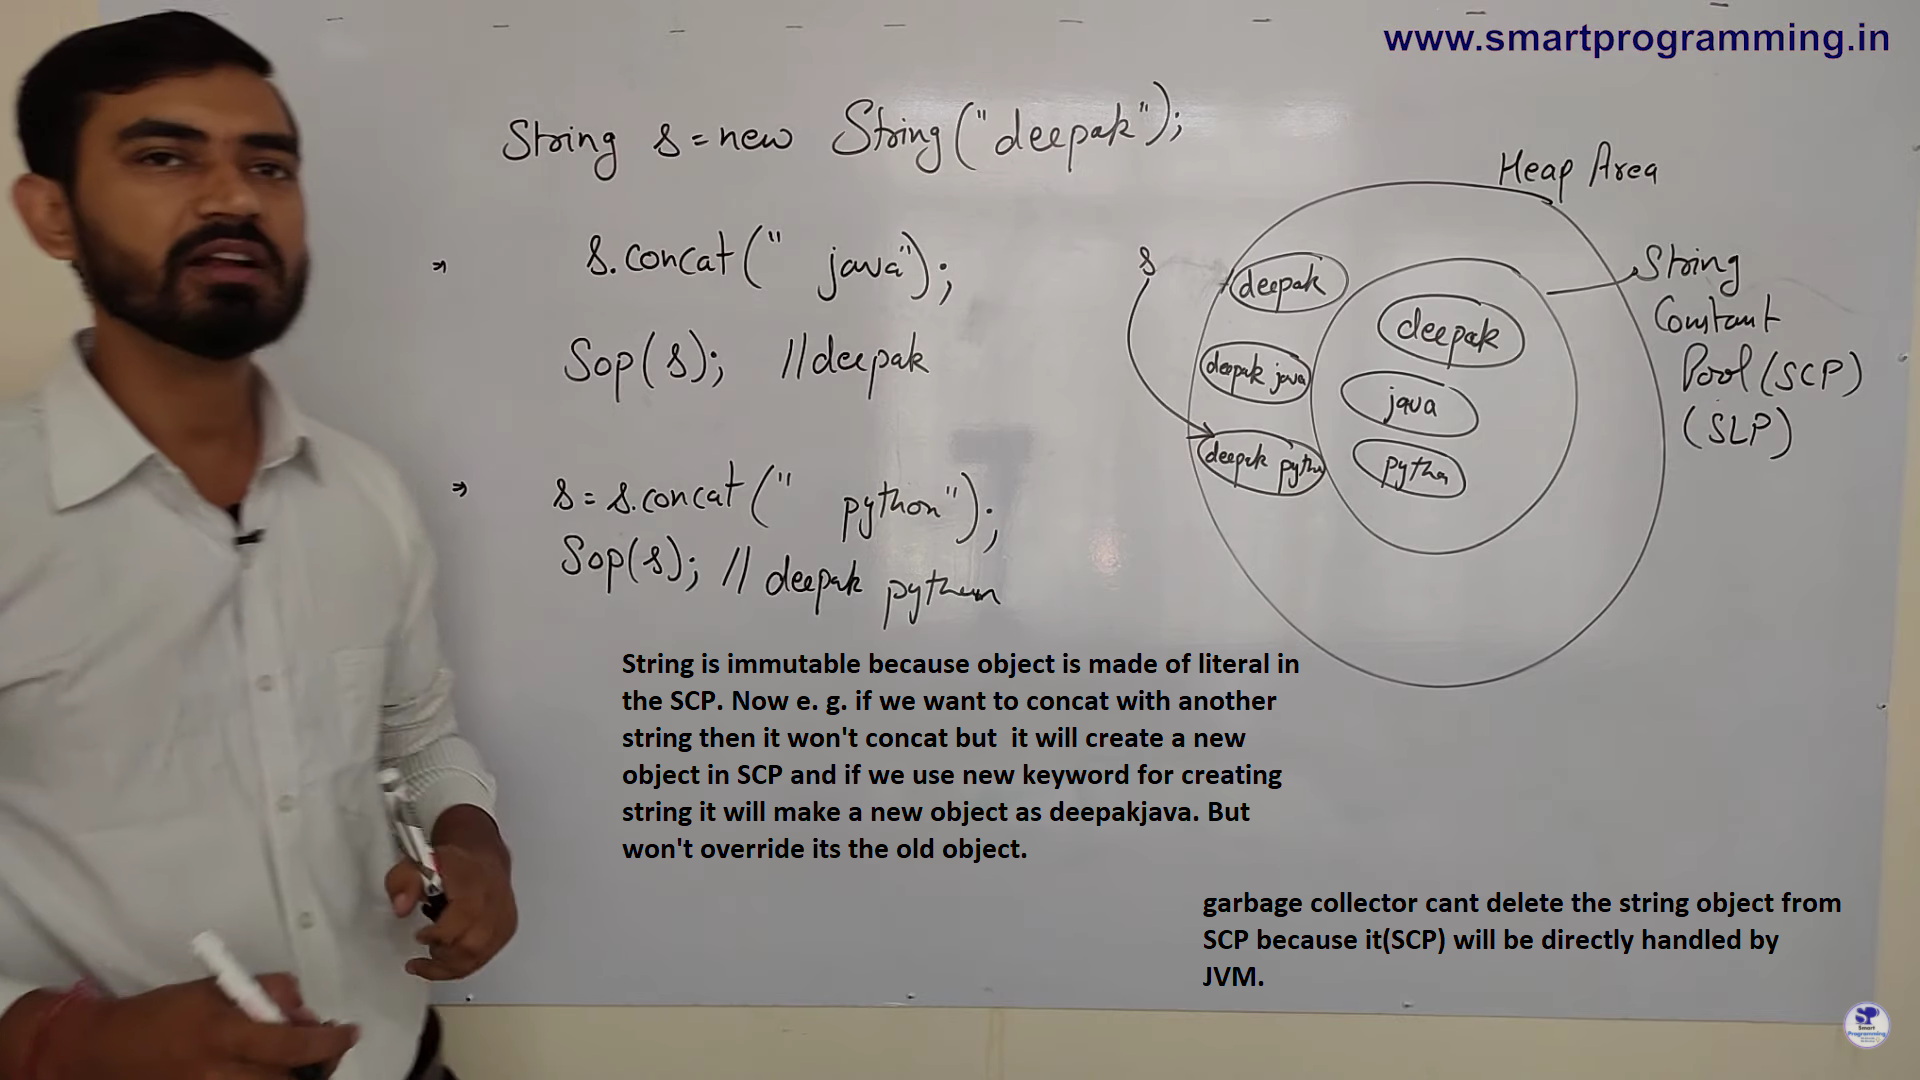 www.smartprogramming.in
String s = new String("deepak");
s.concat(" java");
Sop(s); //deepak
s = s.concat(" python");
Sop(s); // deepak python
Heap Area
s
deepak
deepak java
deepak pytho
deepak
java
pytho
String
Constant
Pool (SCP)
(SLP)
String is immutable because object is made of literal in
the SCP. Now e. g. if we want to concat with another
string then it won't concat but  it will create a new
object in SCP and if we use new keyword for creating
string it will make a new object as deepakjava. But
won't override its the old object.
garbage collector cant delete the string object from
SCP because it(SCP) will be directly handled by
JVM.
SP
Smart
Programming